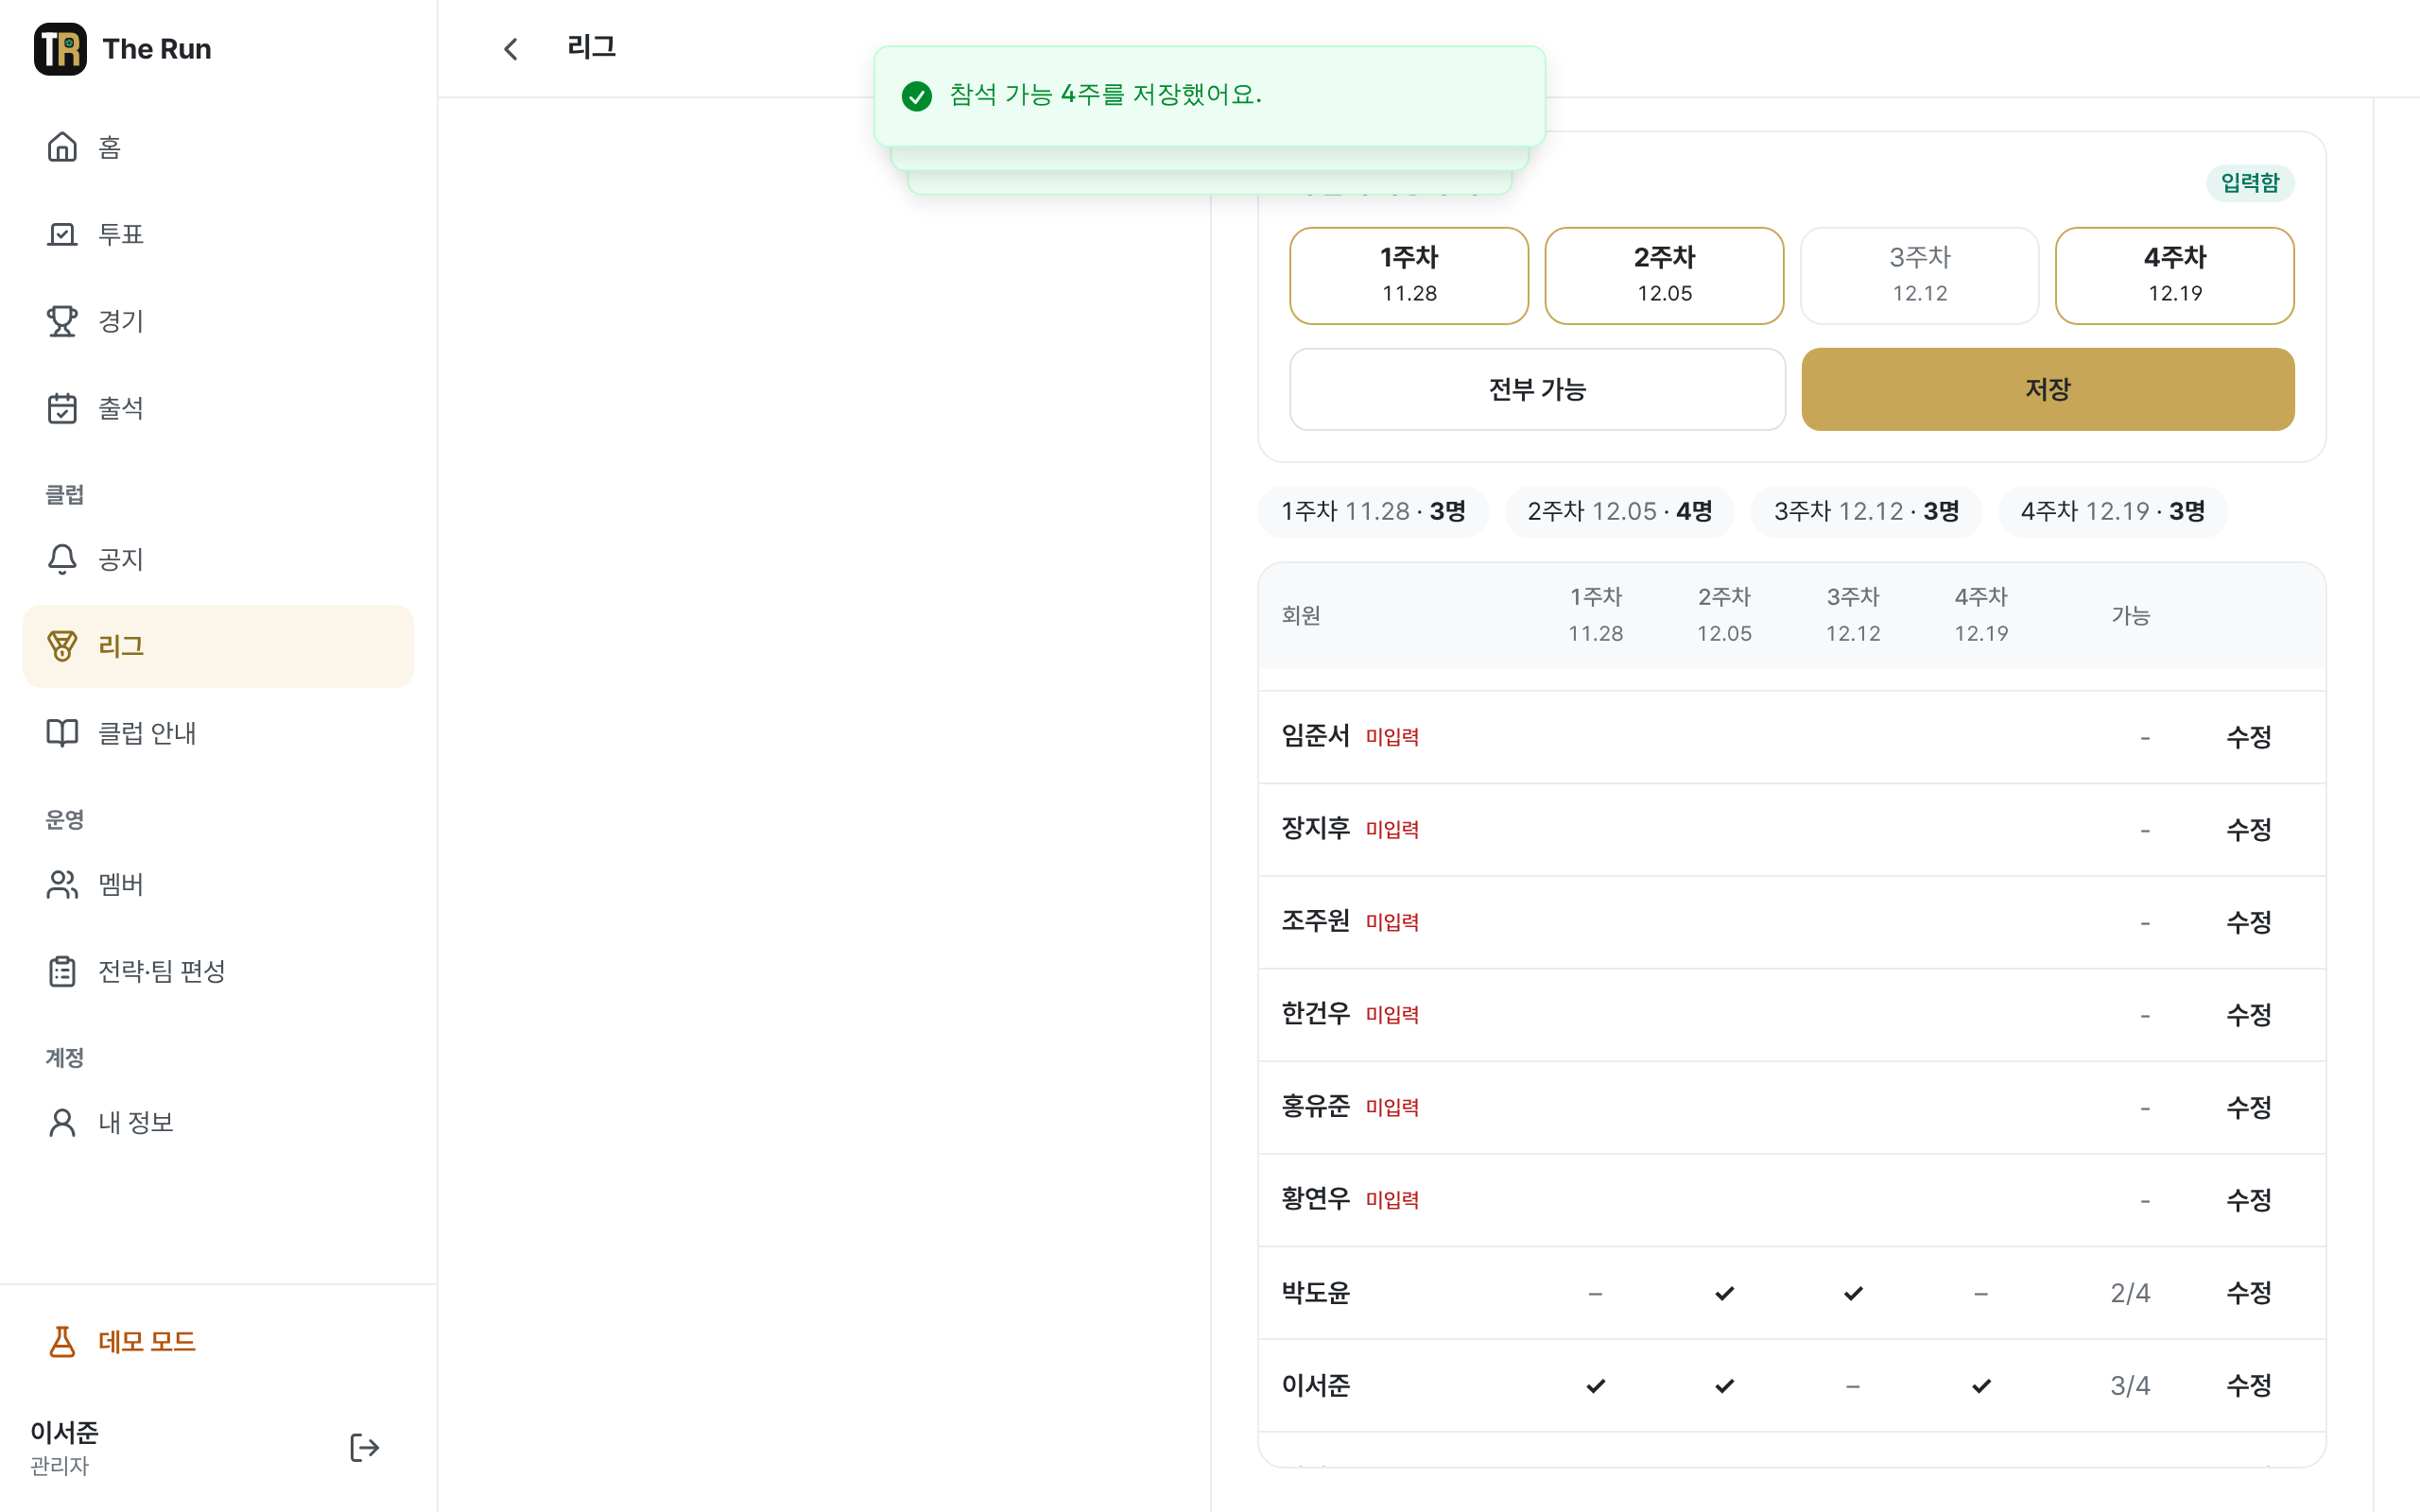 The Run
리그
참석 가능 4주를 저장했어요.
홈
투표
경기
출석
클럽
공지
리그
클럽 안내
운영
멤버
전략·팀 편성
계정
내 정보
데모 모드
이서준
관리자
입력함
1주차 2주차 3주차 4주차
11.28 12.05 12.12 12.19
전부 가능 저장
1주차 11.28 · 3명 2주차 12.05 · 4명 3주차 12.12 · 3명 4주차 12.19 · 3명
회원 1주차 2주차 3주차 4주차 가능
11.28 12.05 12.12 12.19
임준서 미입력 - 수정
장지후 미입력 - 수정
조주원 미입력 - 수정
한건우 미입력 - 수정
홍유준 미입력 - 수정
황연우 미입력 - 수정
박도윤 – ✓ ✓ – 2/4 수정
이서준 ✓ ✓ – ✓ 3/4 수정